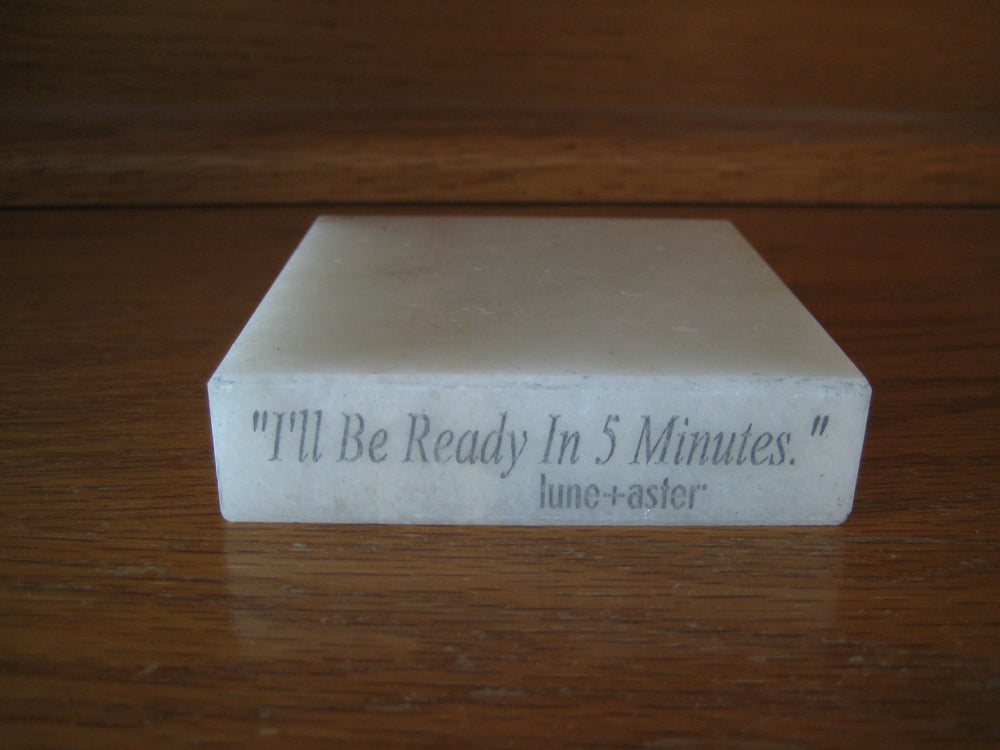 "I'll Be Ready In 5 Minutes."
lune+aster